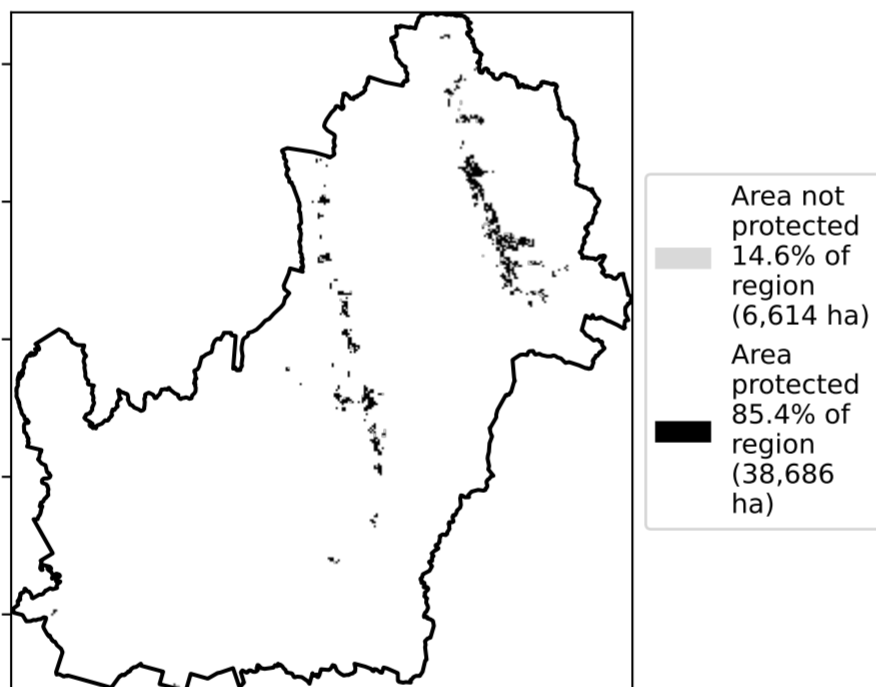 Area not
protected
14.6% of
region
(6,614 ha)
Area
protected
85.4% of
region
(38,686
ha)